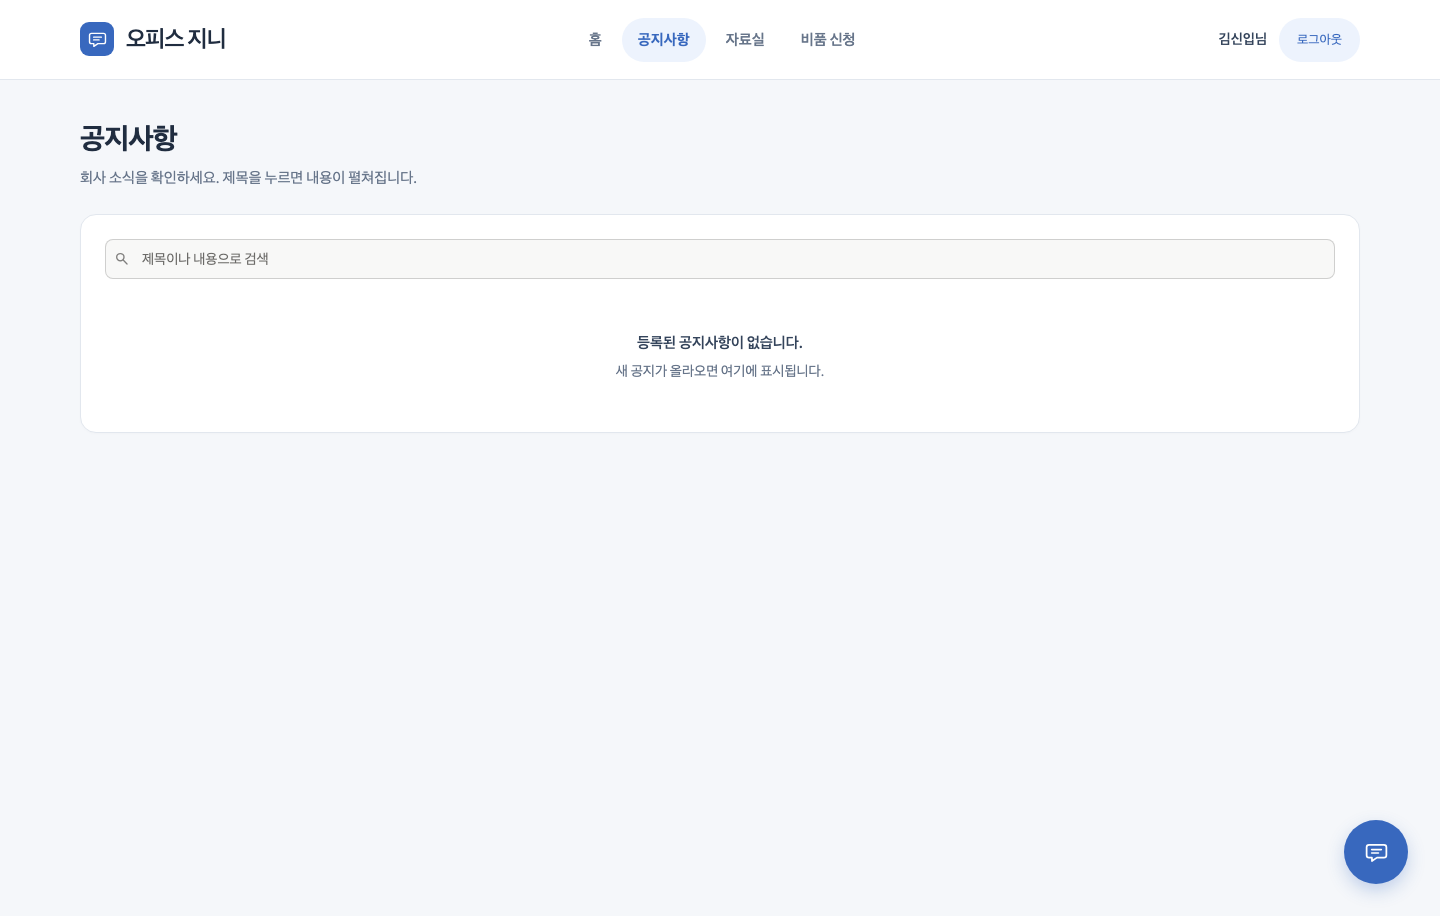 오피스 지니
홈
공지사항
자료실
비품 신청
김신입님
로그아웃
공지사항
회사 소식을 확인하세요. 제목을 누르면 내용이 펼쳐집니다.
제목이나 내용으로 검색
등록된 공지사항이 없습니다.
새 공지가 올라오면 여기에 표시됩니다.